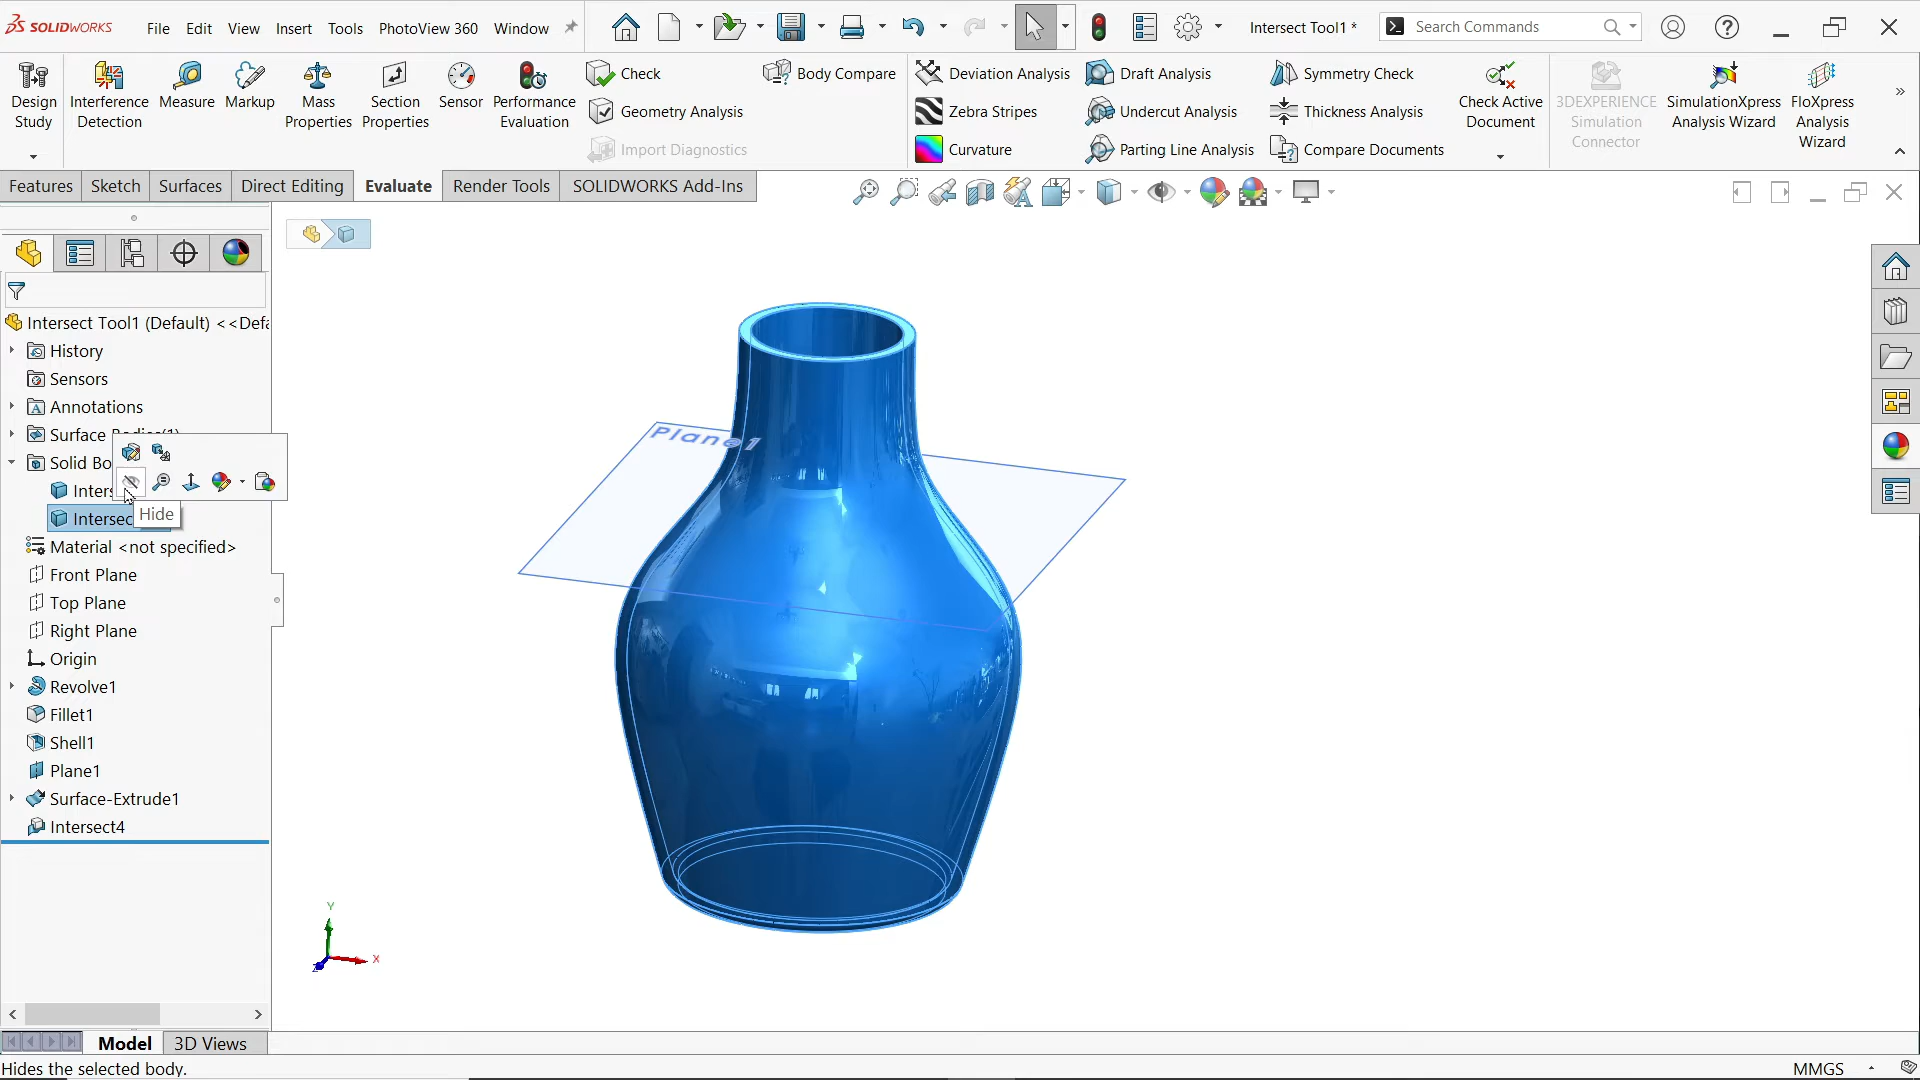 SOLIDWORKS File Edit View Insert Tools PhotoView 360 Window Intersect Tool1 * Search Commands
Design Study
Interference Detection
Measure
Markup
Mass Properties
Section Properties
Sensor
Performance Evaluation
Check
Geometry Analysis
Import Diagnostics
Body Compare
Deviation Analysis
Zebra Stripes
Curvature
Draft Analysis
Undercut Analysis
Parting Line Analysis
Symmetry Check
Thickness Analysis
Compare Documents
Check Active Document
3DEXPERIENCE Simulation Connector
SimulationXpress Analysis Wizard
FloXpress Analysis Wizard
Features Sketch Surfaces Direct Editing Evaluate Render Tools SOLIDWORKS Add-Ins
Intersect Tool1 (Default) <<Defa
History
Sensors
Annotations
Surface
Solid Bo
Inters
Intersec
Hide
Material <not specified>
Front Plane
Top Plane
Right Plane
Origin
Revolve1
Fillet1
Shell1
Plane1
Surface-Extrude1
Intersect4
Plane1
Y
X
Z
Model 3D Views
Hides the selected body.
MMGS